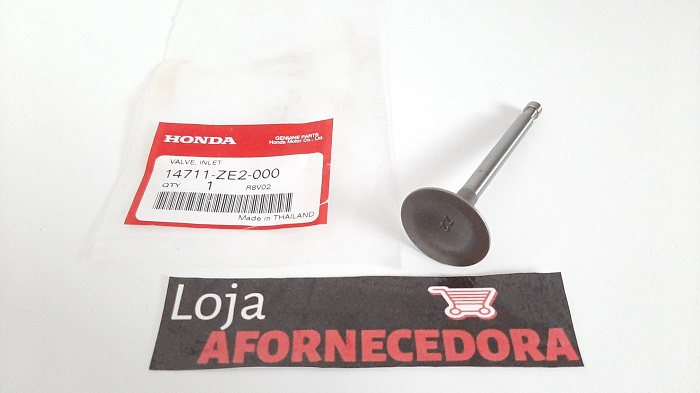 HONDA
GENUINE PARTS
Honda Motor Co., Ltd.
VALVE, INLET
14711-ZE2-000
QTY 1 R8V02
Made in THAILAND
Loja
AFORNECEDORA